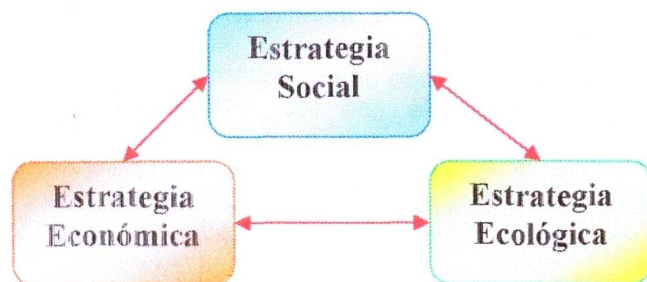 Estrategia
Social
Estrategia
Económica
Estrategia
Ecológica